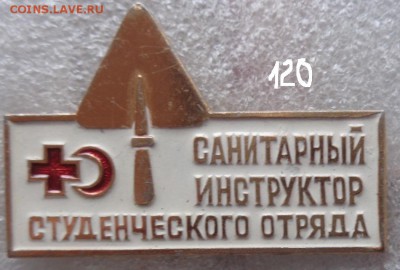 COINS.LAVE.RU
120
САНИТАРНЫЙ
ИНСТРУКТОР
СТУДЕНЧЕСКОГО ОТРЯДА